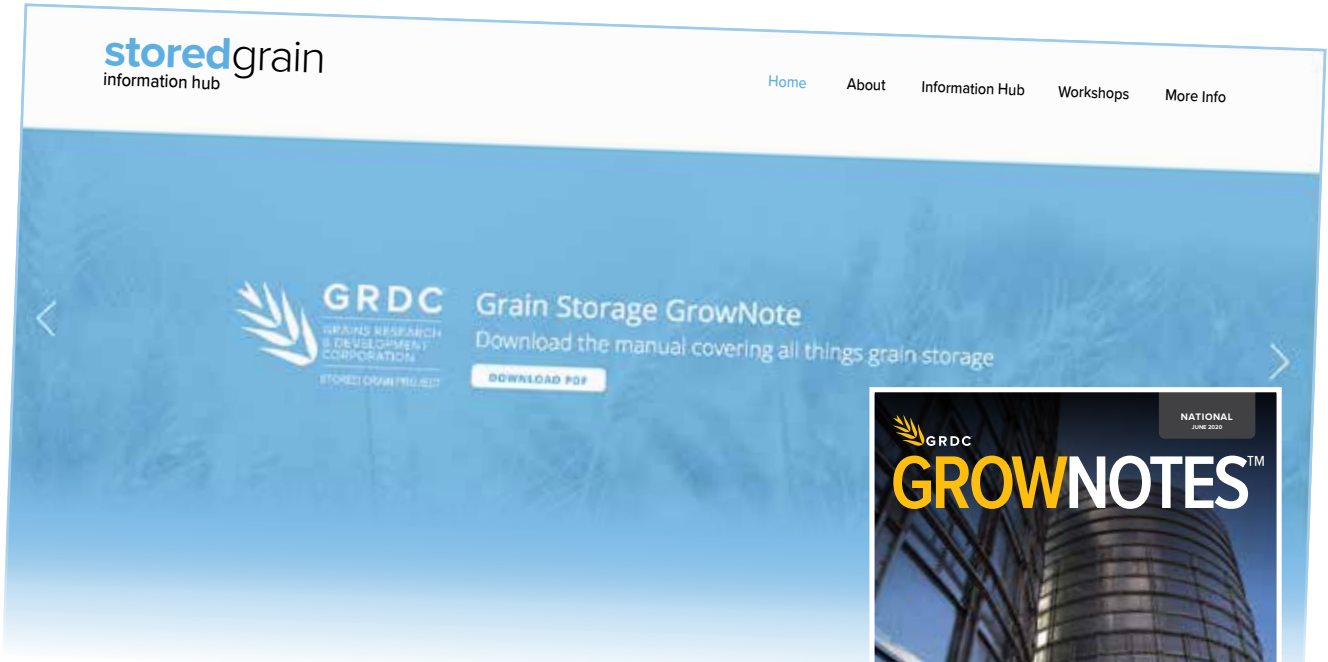 storedgrain
information hub
Home About Information Hub Workshops More Info
GRDC
GRAINS RESEARCH
& DEVELOPMENT
CORPORATION
STORED GRAIN PROJECT
Grain Storage GrowNote
Download the manual covering all things grain storage
DOWNLOAD PDF
NATIONAL
JUNE 2020
GRDC
GROWNOTES™